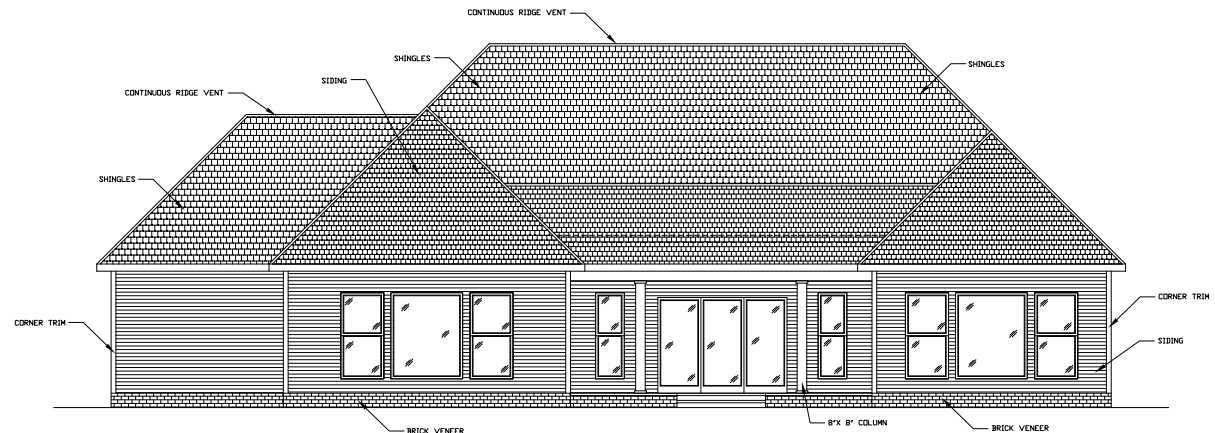 CONTINUOUS RIDGE VENT
SHINGLES
SHINGLES
SIDING
CONTINUOUS RIDGE VENT
SHINGLES
CORNER TRIM
CORNER TRIM
SIDING
8"X 8" COLUMN
BRICK VENEER
BRICK VENEER